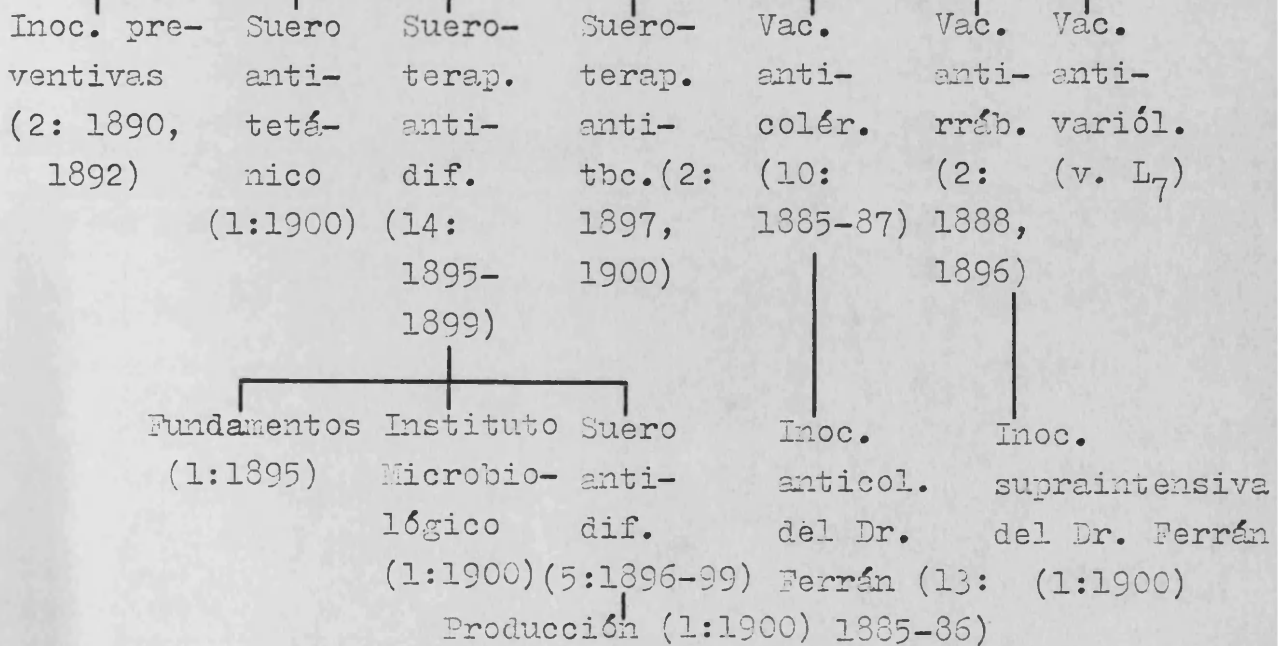 Inoc. pre- Suero Suero- Suero- Vac. Vac. Vac.
ventivas anti- terap. terap. anti- anti- anti-
(2: 1890, tetá- anti- anti- colér. rráb. variól.
1892) nico dif. tbc.(2: (10: (2: (v. L7)
(1:1900) (14: 1897, 1885-87) 1888,
1895- 1900) 1896)
1899)
Fundamentos Instituto Suero Inoc. Inoc.
(1:1895) Microbio- anti- anticol. supraintensiva
lógico dif. del Dr. del Dr. Ferrán
(1:1900) (5:1896-99) Ferrán (13: (1:1900)
Producción (1:1900) 1885-86)